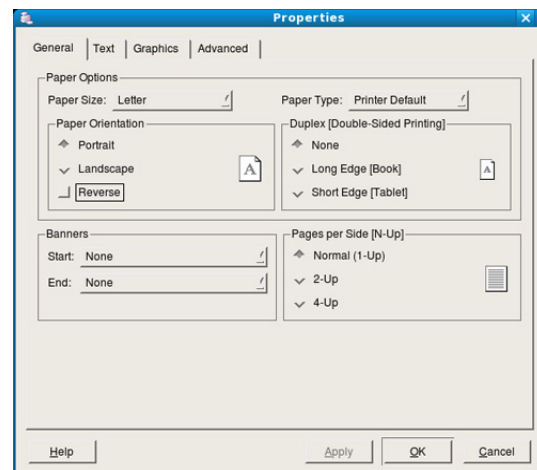 Properties
General Text Graphics Advanced
Paper Options
Paper Size: Letter Paper Type: Printer Default
Paper Orientation
Portrait
Landscape
Reverse
A
Duplex [Double-Sided Printing]
None
Long Edge [Book]
Short Edge [Tablet]
A
Banners
Start: None
End: None
Pages per Side [N-Up]
Normal (1-Up)
2-Up
4-Up
Help Apply OK Cancel